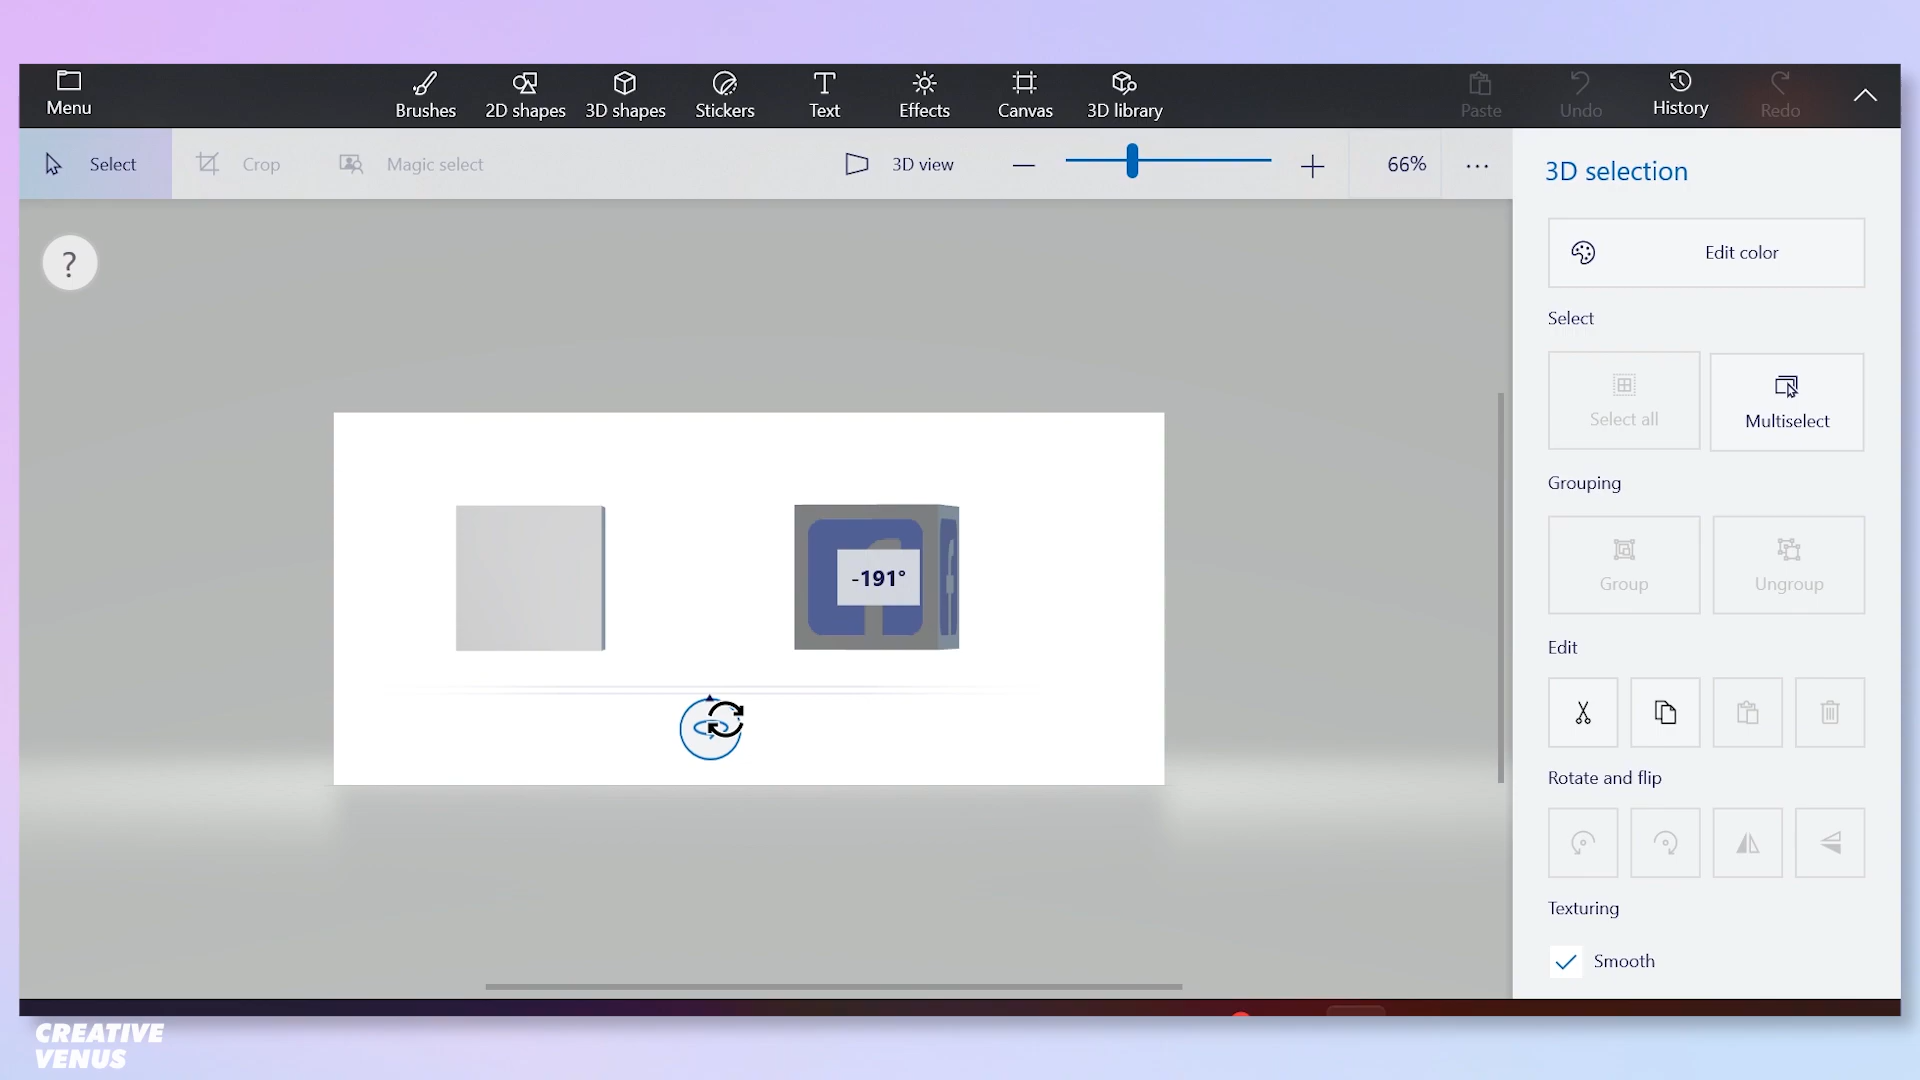 Menu
Brushes
2D shapes
3D shapes
Stickers
Text
Effects
Canvas
3D library
Paste
Undo
History
Redo
Select
Crop
Magic select
3D view
66%
...
3D selection
?
Edit color
Select
Select all
Multiselect
Grouping
Group
Ungroup
-191°
Edit
Rotate and flip
Texturing
Smooth
CREATIVE
VENUS